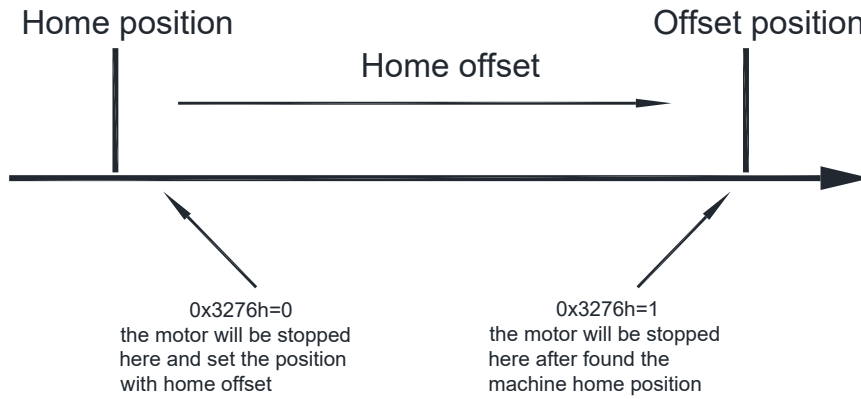 Home position
Offset position
Home offset
0x3276h=0
the motor will be stopped
here and set the position
with home offset
0x3276h=1
the motor will be stopped
here after found the
machine home position